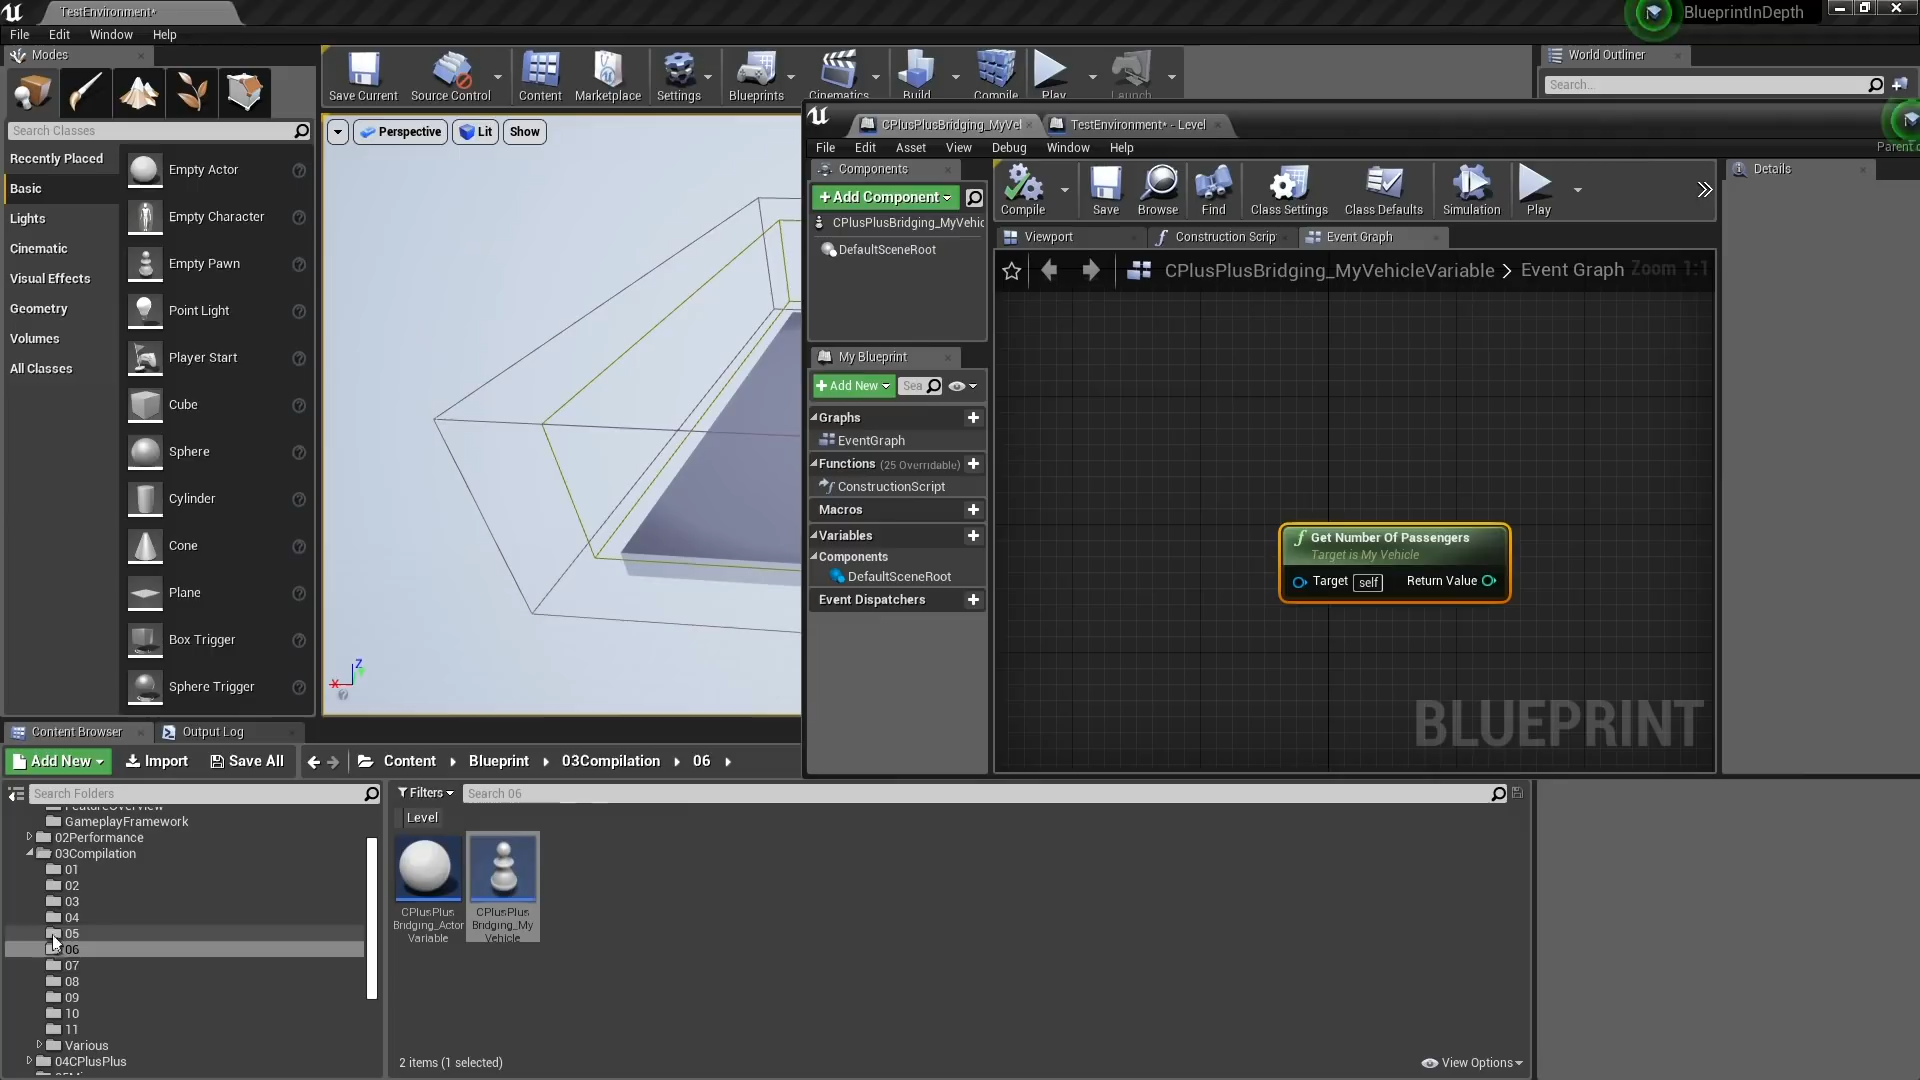 TestEnvironment*
BlueprintInDepth
File Edit Window Help
Modes
World Outliner
Save Current
Source Control
Content
Marketplace
Settings
Blueprints
Cinematics
Build
Compile
Play
Launch
Search...
Search Classes
Recently Placed
Basic
Lights
Cinematic
Visual Effects
Geometry
Volumes
All Classes
Empty Actor
Empty Character
Empty Pawn
Point Light
Player Start
Cube
Sphere
Cylinder
Cone
Plane
Box Trigger
Sphere Trigger
Perspective
Lit
Show
Z
X
CPlusPlusBridging_MyVel
TestEnvironment* - Level
File Edit Asset View Debug Window Help
Parent
Components
+ Add Component
CPlusPlusBridging_MyVehic
DefaultSceneRoot
Compile
Save
Browse
Find
Class Settings
Class Defaults
Simulation
Play
Details
Viewport
Construction Scrip
Event Graph
CPlusPlusBridging_MyVehicleVariable > Event Graph
Zoom 1:1
My Blueprint
+ Add New
Sea
Graphs
EventGraph
Functions (25 Overridable)
ConstructionScript
Macros
Variables
Components
DefaultSceneRoot
Event Dispatchers
f Get Number Of Passengers
Target is My Vehicle
Target self
Return Value
BLUEPRINT
Content Browser
Output Log
Add New
Import
Save All
Content
Blueprint
03Compilation
06
Search Folders
FeatureOverview
GameplayFramework
02Performance
03Compilation
01
02
03
04
05
06
07
08
09
10
11
Various
04CPlusPlus
Filters
Search 06
Level
CPlusPlus
Bridging_Actor
Variable
CPlusPlus
Bridging_My
Vehicle
2 items (1 selected)
View Options